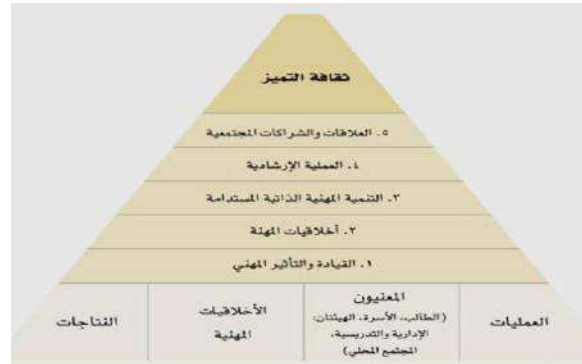 ثقافة التميز
٥. العلاقات والشراكات المجتمعية
٤. العملية الإرشادية
٣. التنمية المهنية الذاتية المستدامة
٢. أخلاقيات المهنة
١. القيادة والتأثير المهني
العمليات
المعنيون
(الطالب، الأسرة، الهيئتان:
الإدارية والتدريسية،
المجتمع المحلي)
الأخلاقيات
المهنية
النتاجات